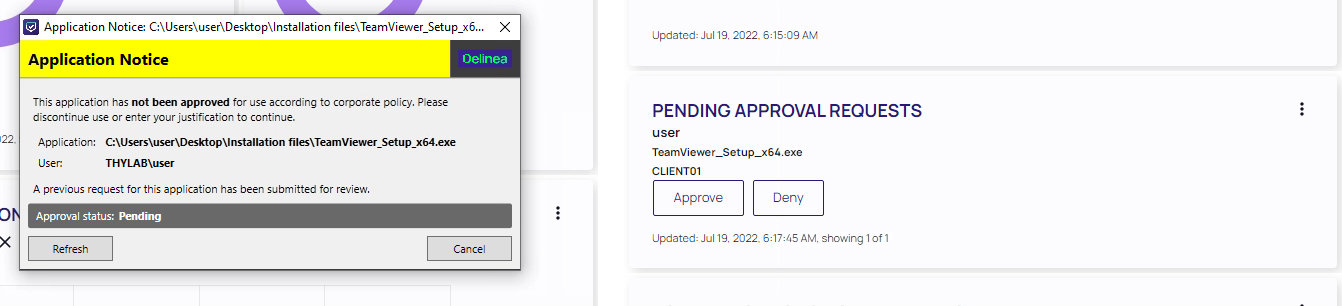 Application Notice: C:\Users\user\Desktop\Installation files\TeamViewer_Setup_x6...
Application Notice
Delinea
This application has not been approved for use according to corporate policy. Please
discontinue use or enter your justification to continue.
Application: C:\Users\user\Desktop\Installation files\TeamViewer_Setup_x64.exe
User: THYLAB\user
A previous request for this application has been submitted for review.
Approval status: Pending
Refresh
Cancel
022,
ON
Updated: Jul 19, 2022, 6:15:09 AM
PENDING APPROVAL REQUESTS
user
TeamViewer_Setup_x64.exe
CLIENT01
Approve
Deny
Updated: Jul 19, 2022, 6:17:45 AM, showing 1 of 1